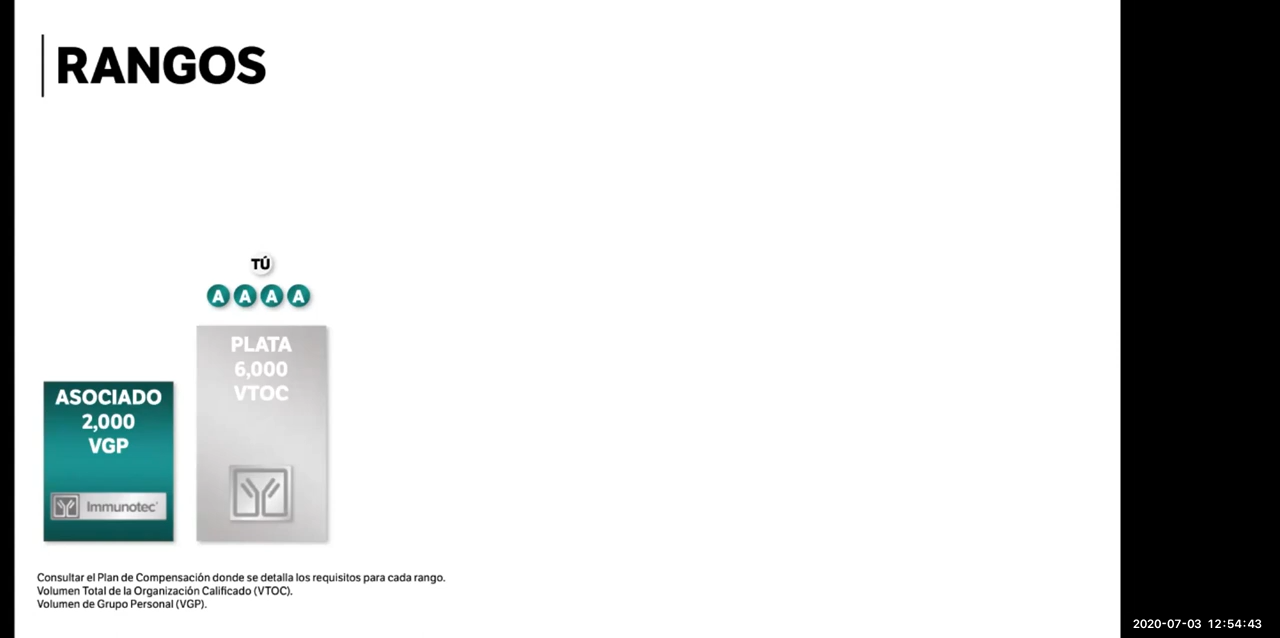 RANGOS
TÚ
A A A A
PLATA
6,000
VTOC
ASOCIADO
2,000
VGP
Immunotec
Consultar el Plan de Compensación donde se detalla los requisitos para cada rango.
Volumen Total de la Organización Calificado (VTOC).
Volumen de Grupo Personal (VGP).
2020-07-03 12:54:43